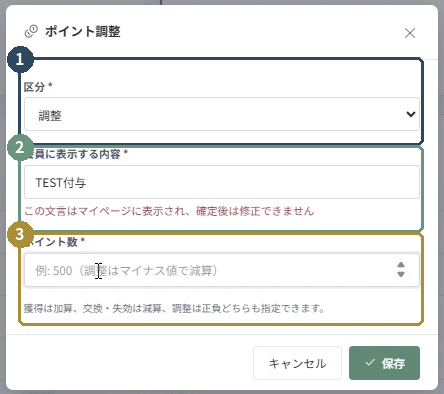 ポイント調整
1
区分 *
調整
2
会員に表示する内容 *
TEST付与
この文言はマイページに表示され、確定後は修正できません
3
ポイント数 *
例: 500（調整はマイナス値で減算）
獲得は加算、交換・失効は減算、調整は正負どちらも指定できます。
キャンセル
保存